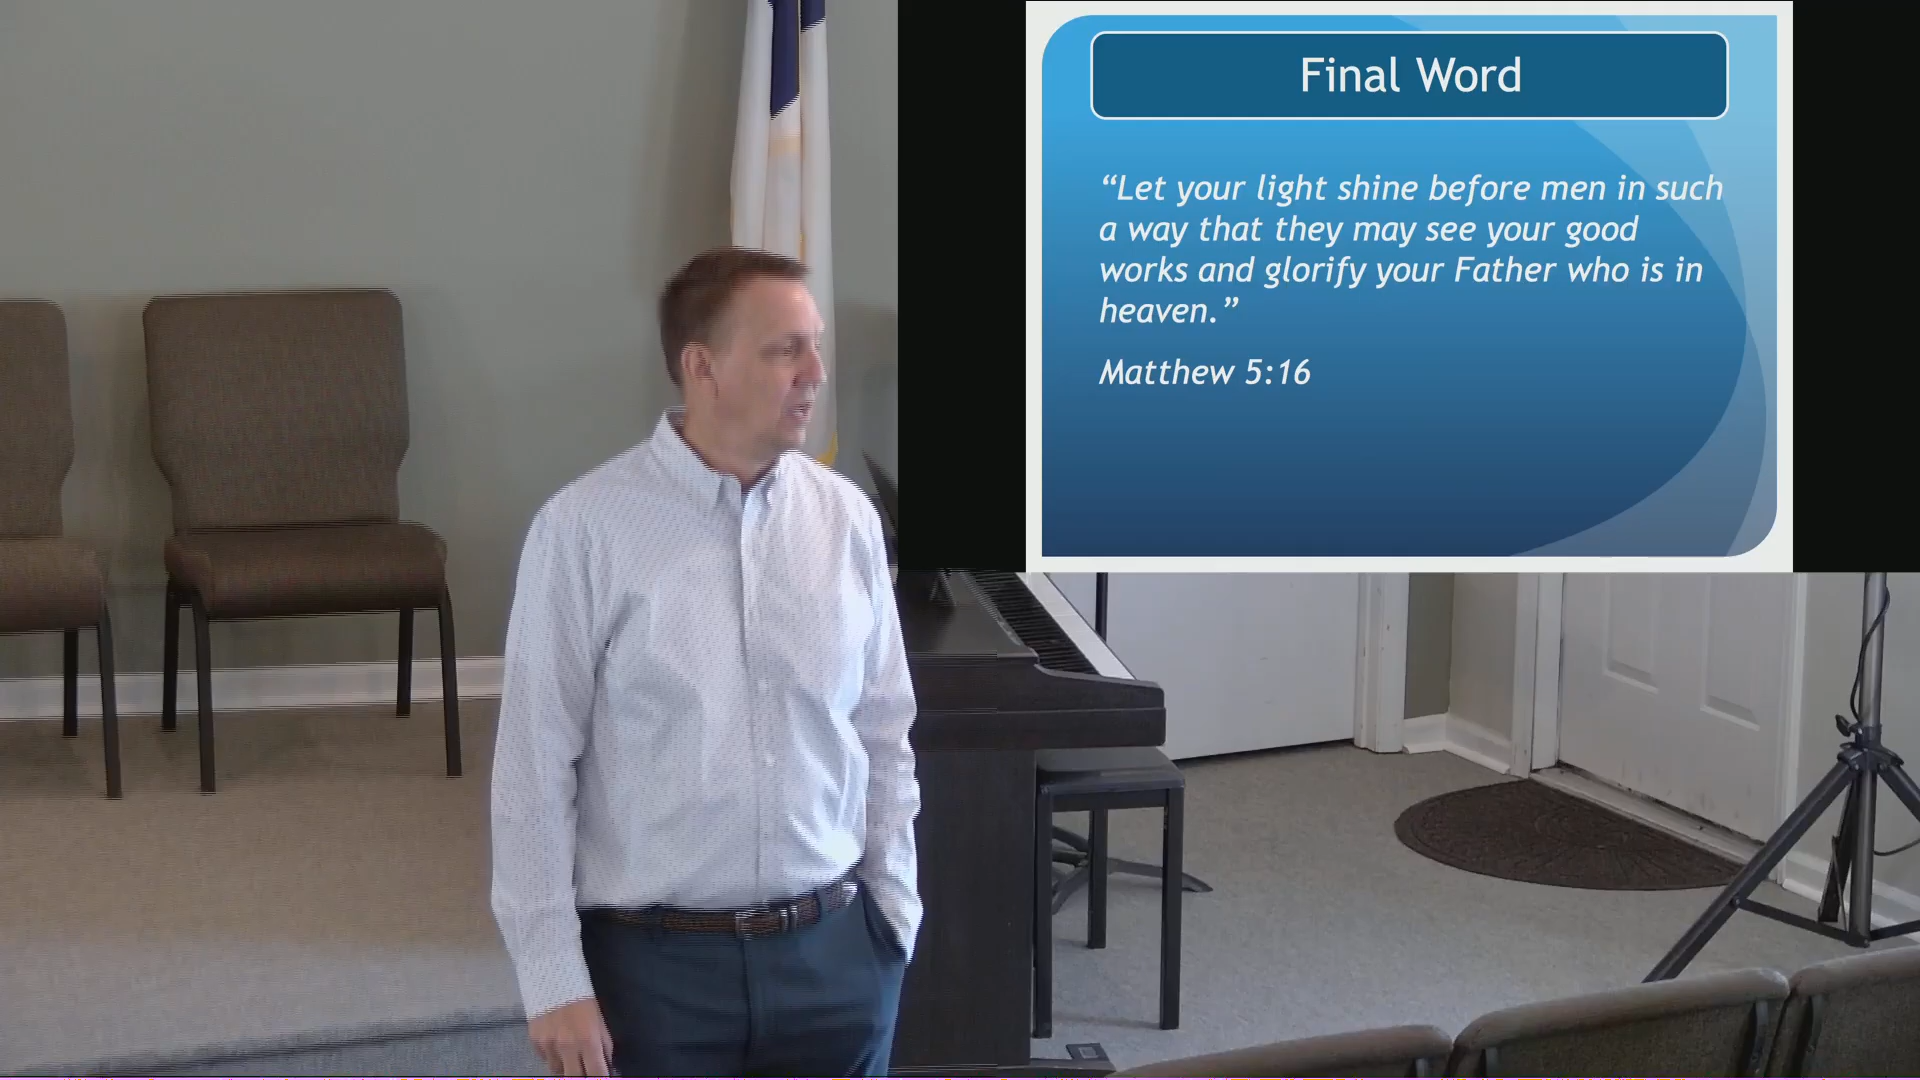 Final Word
“Let your light shine before men in such
a way that they may see your good
works and glorify your Father who is in
heaven.”
Matthew 5:16